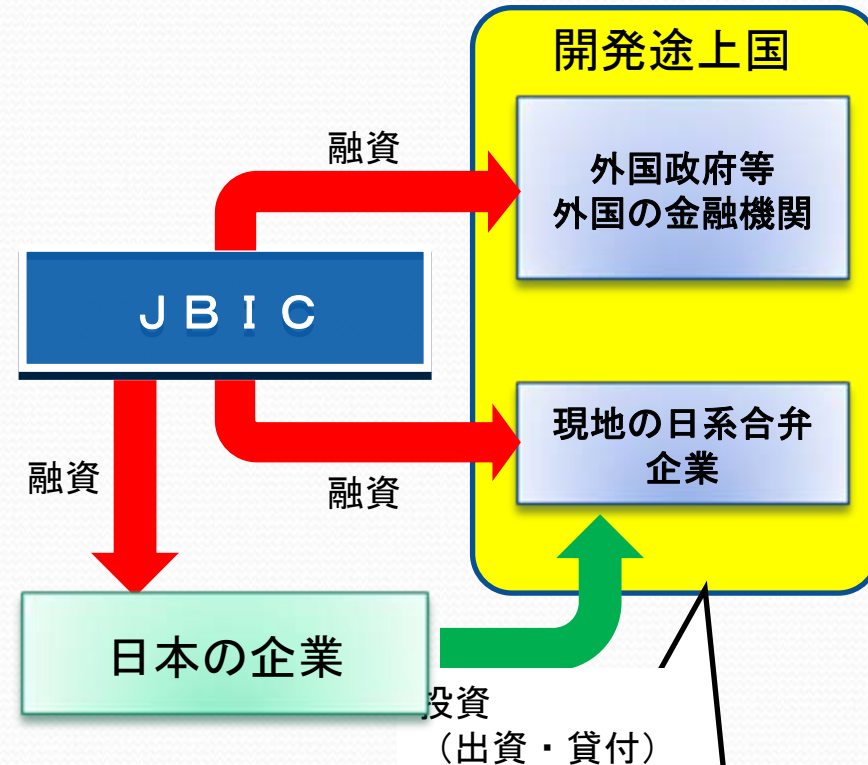 開発途上国
融資
外国政府等
外国の金融機関
ＪＢＩＣ
現地の日系合弁
企業
融資
融資
日本の企業
投資
（出資・貸付）